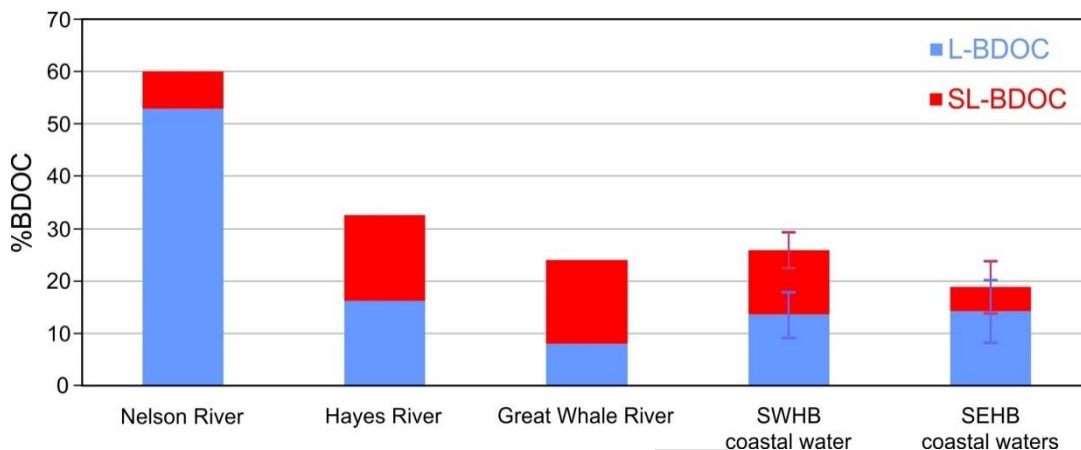 70
60
50
40
30
20
10
0
%BDOC
L-BDOC
SL-BDOC
Nelson River
Hayes River
Great Whale River
SWHB
coastal water
SEHB
coastal waters